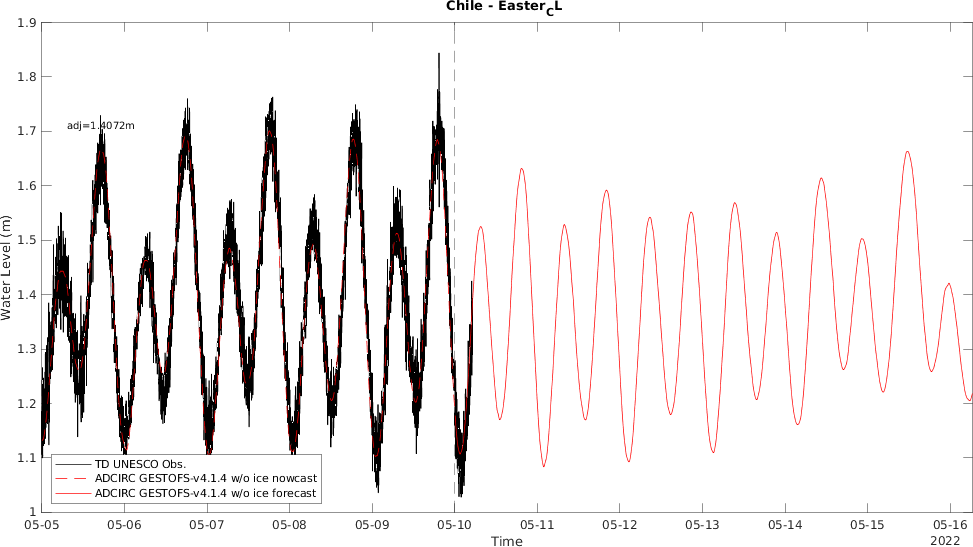 Chile - Easter_CL
1.9
1.8
1.7
1.6
1.5
1.4
1.3
1.2
1.1
1
Water Level (m)
adj=1.4072m
TD UNESCO Obs.
ADCIRC GESTOFS-v4.1.4 w/o ice nowcast
ADCIRC GESTOFS-v4.1.4 w/o ice forecast
05-05 05-06 05-07 05-08 05-09 05-10 05-11 05-12 05-13 05-14 05-15 05-16
Time
2022